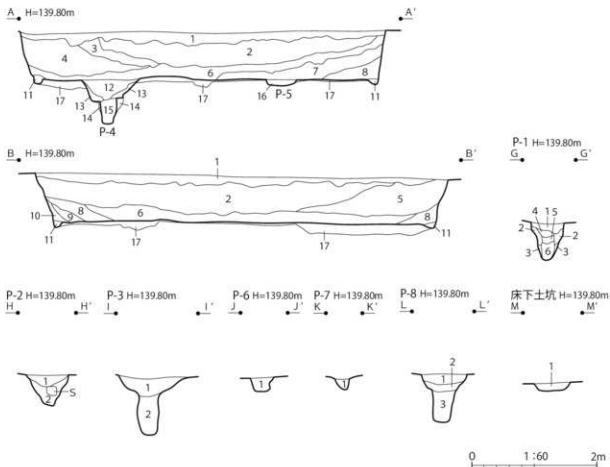 A H=139.80m A'
1
3 2
4
6 7 8
12
11 17 13 13 17 16 P-5 17 11
14 15 14
P-4
B H=139.80m B'
1
P-1 H=139.80m
G G'
2 5
10 9 8 6 8
11 17 17 11
4 1 5
2 2
3 6 3
P-2 H=139.80m P-3 H=139.80m P-6 H=139.80m P-7 H=139.80m P-8 H=139.80m 床下土坑 H=139.80m
H H' I I' J J' K K' L L' M M'
1 S 2
1 2
1
1
1 2 3
1
0 1:60 2m